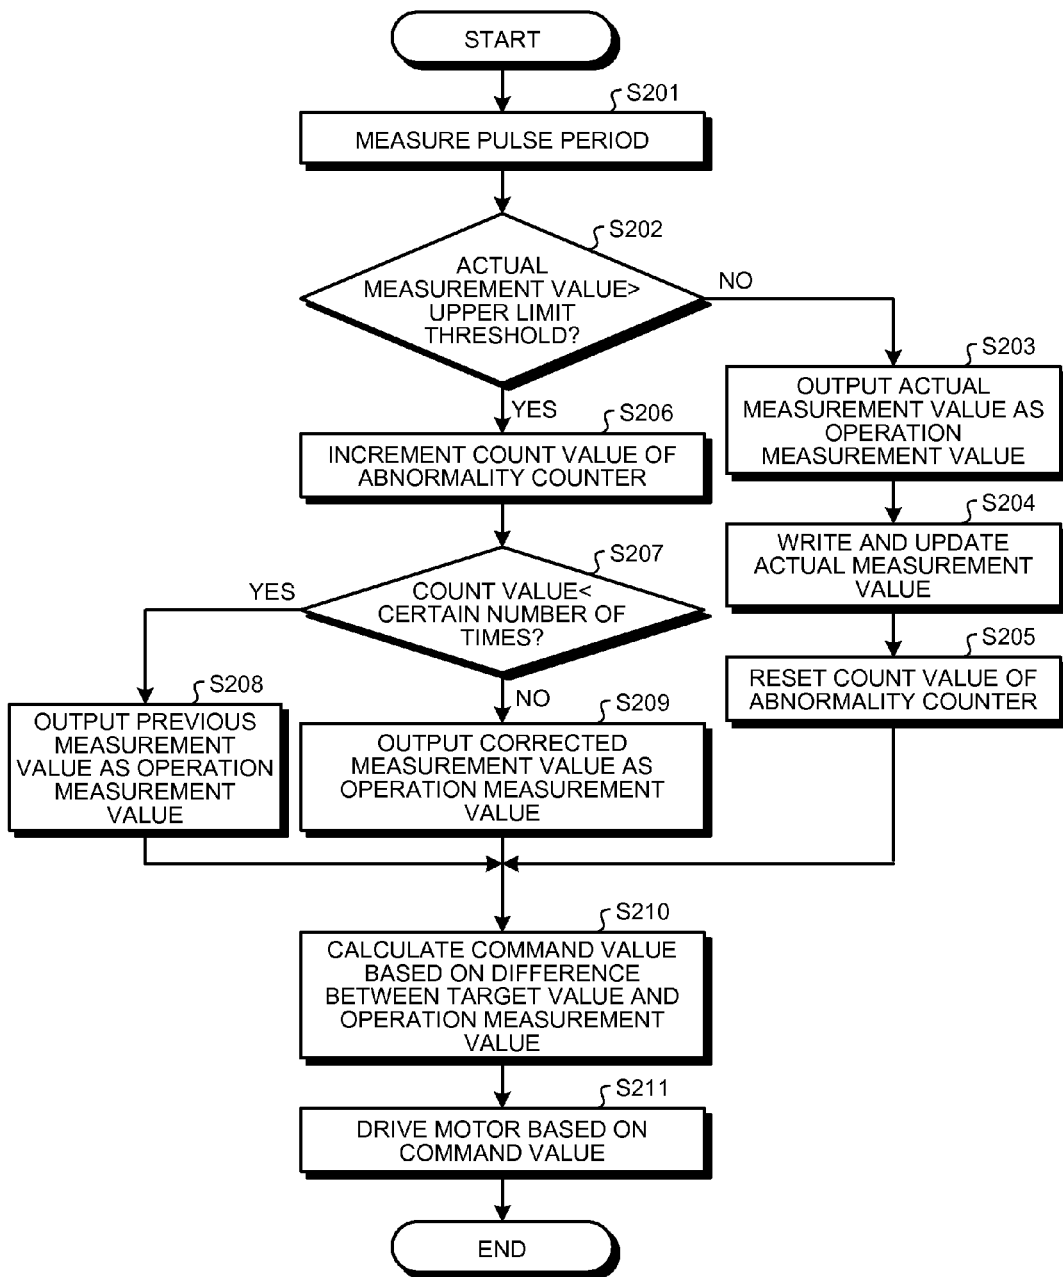 START
S201
MEASURE PULSE PERIOD
S202
ACTUAL
MEASUREMENT VALUE>
UPPER LIMIT
THRESHOLD?
NO
YES
S203
OUTPUT ACTUAL
MEASUREMENT VALUE AS
OPERATION
MEASUREMENT VALUE
S204
WRITE AND UPDATE
ACTUAL MEASUREMENT
VALUE
S205
RESET COUNT VALUE OF
ABNORMALITY COUNTER
S206
INCREMENT COUNT VALUE OF
ABNORMALITY COUNTER
S207
COUNT VALUE<
CERTAIN NUMBER OF
TIMES?
YES
NO
S208
OUTPUT PREVIOUS
MEASUREMENT
VALUE AS OPERATION
MEASUREMENT
VALUE
S209
OUTPUT CORRECTED
MEASUREMENT VALUE AS
OPERATION MEASUREMENT
VALUE
S210
CALCULATE COMMAND VALUE
BASED ON DIFFERENCE
BETWEEN TARGET VALUE AND
OPERATION MEASUREMENT
VALUE
S211
DRIVE MOTOR BASED ON
COMMAND VALUE
END